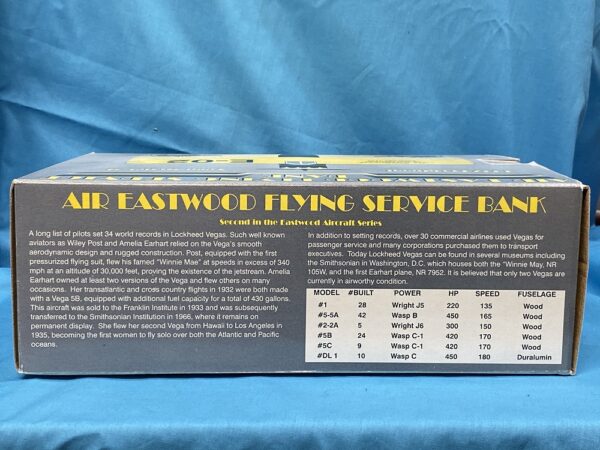 E-02
AIR EASTWOOD FLYING SERVICE BANK
Second in the Eastwood Aircraft Series
A long list of pilots set 34 world records in Lockheed Vegas. Such well known
aviators as Wiley Post and Amelia Earhart relied on the Vega's smooth
aerodynamic design and rugged construction. Post, equipped with the first
pressurized flying suit, flew his famed "Winnie Mae" at speeds in excess of 340
mph at an altitude of 30,000 feet, proving the existence of the jetstream. Amelia
Earhart owned at least two versions of the Vega and flew others on many
occasions. Her transatlantic and cross country flights in 1932 were both made
with a Vega 5B, equipped with additional fuel capacity for a total of 430 gallons.
This aircraft was sold to the Franklin Institute in 1933 and was subsequently
transferred to the Smithsonian Institution in 1966, where it remains on
permanent display. She flew her second Vega from Hawaii to Los Angeles in
1935, becoming the first women to fly solo over both the Atlantic and Pacific
oceans.
In addition to setting records, over 30 commercial airlines used Vegas for
passenger service and many corporations purchased them to transport
executives. Today Lockheed Vegas can be found in several museums including
the Smithsonian in Washington, D.C. which houses both the "Winnie May, NR
105W, and the first Earhart plane, NR 7952. It is believed that only two Vegas are
currently in airworthy condition.
MODEL #BUILT POWER HP SPEED FUSELAGE
#1 28 Wright J5 220 135 Wood
#5-5A 42 Wasp B 450 165 Wood
#2-2A 5 Wright J6 300 150 Wood
#5B 24 Wasp C-1 420 170 Wood
#5C 9 Wasp C-1 420 170 Wood
#DL 1 10 Wasp C 450 180 Duralumin